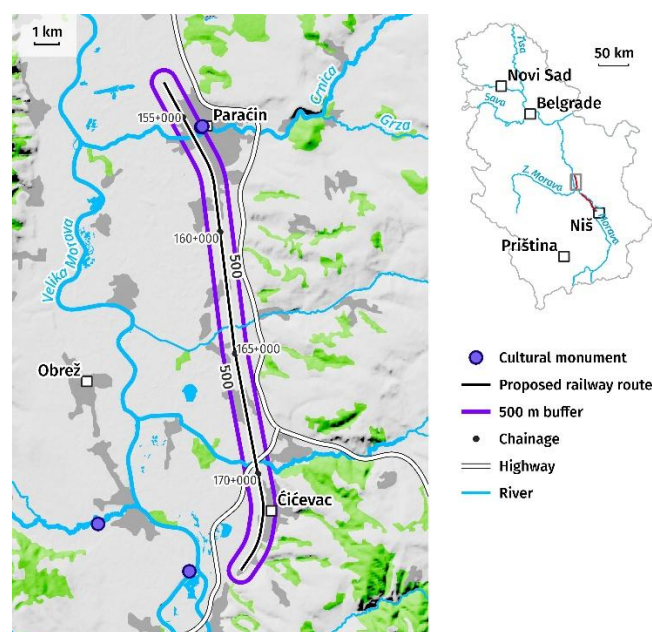 1 km
Crnica
Paraćin
Grza
155+000
Velika Morava
160+000
500
165+000
500
Obrež
170+000
Ćićevac
50 km
Tisa
Novi Sad
Sava
Belgrade
Z. Morava
J. Morava
Niš
Priština
Cultural monument
Proposed railway route
500 m buffer
Chainage
Highway
River